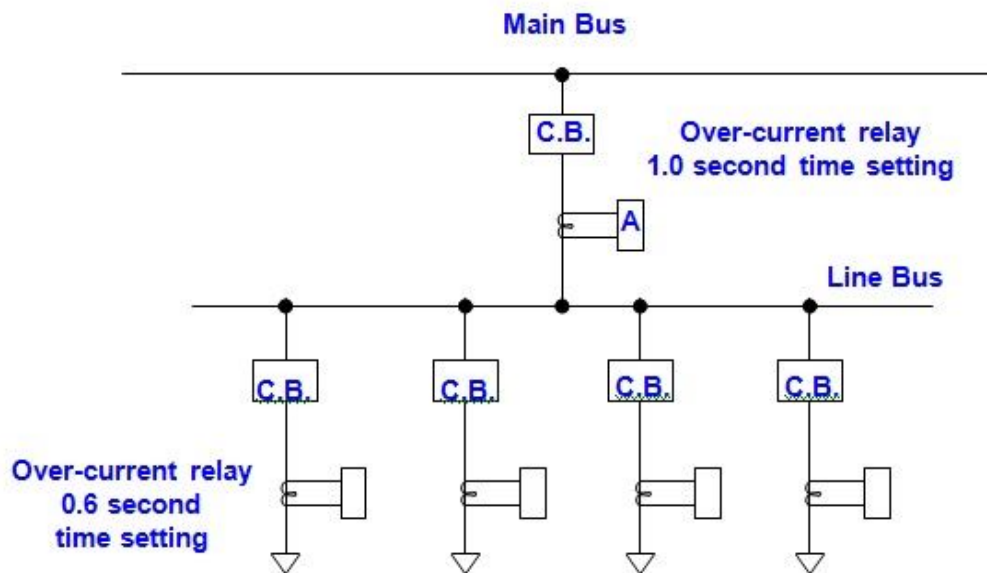 Main Bus
C.B.
Over-current relay
1.0 second time setting
A
Line Bus
C.B.
C.B.
C.B.
C.B.
Over-current relay
0.6 second
time setting